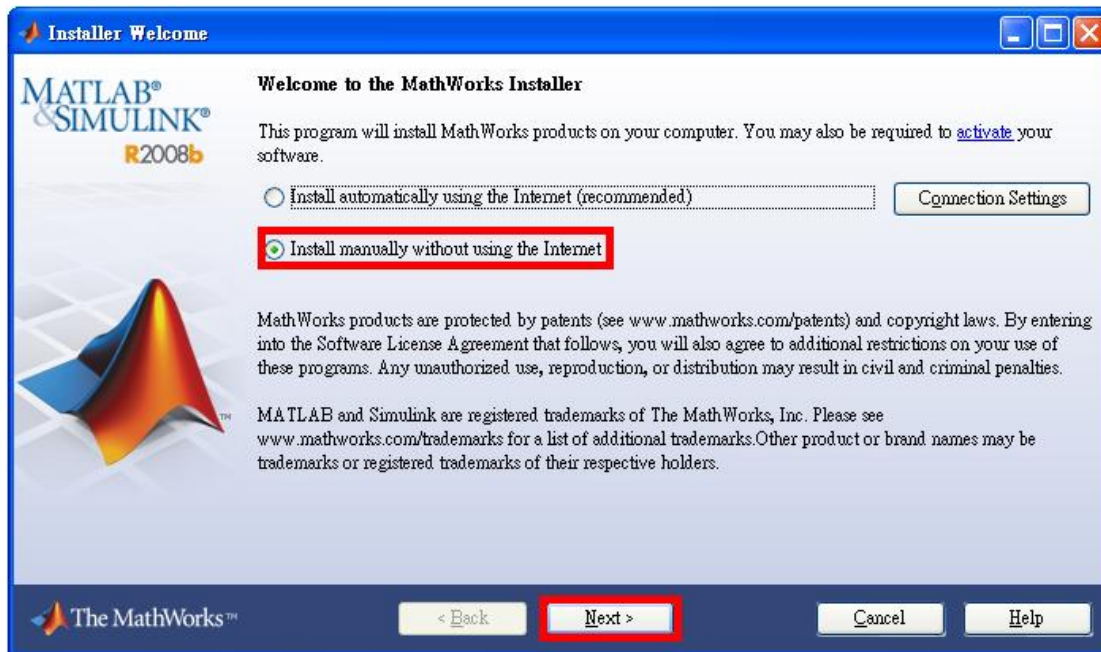 Installer Welcome
MATLAB®
&SIMULINK®
R2008b
Welcome to the MathWorks Installer
This program will install MathWorks products on your computer. You may also be required to activate your
software.
Install automatically using the Internet (recommended)
Connection Settings
Install manually without using the Internet
MathWorks products are protected by patents (see www.mathworks.com/patents) and copyright laws. By entering
into the Software License Agreement that follows, you will also agree to additional restrictions on your use of
these programs. Any unauthorized use, reproduction, or distribution may result in civil and criminal penalties.
TM
MATLAB and Simulink are registered trademarks of The MathWorks, Inc. Please see
www.mathworks.com/trademarks for a list of additional trademarks.Other product or brand names may be
trademarks or registered trademarks of their respective holders.
The MathWorks™
< Back
Next >
Cancel
Help